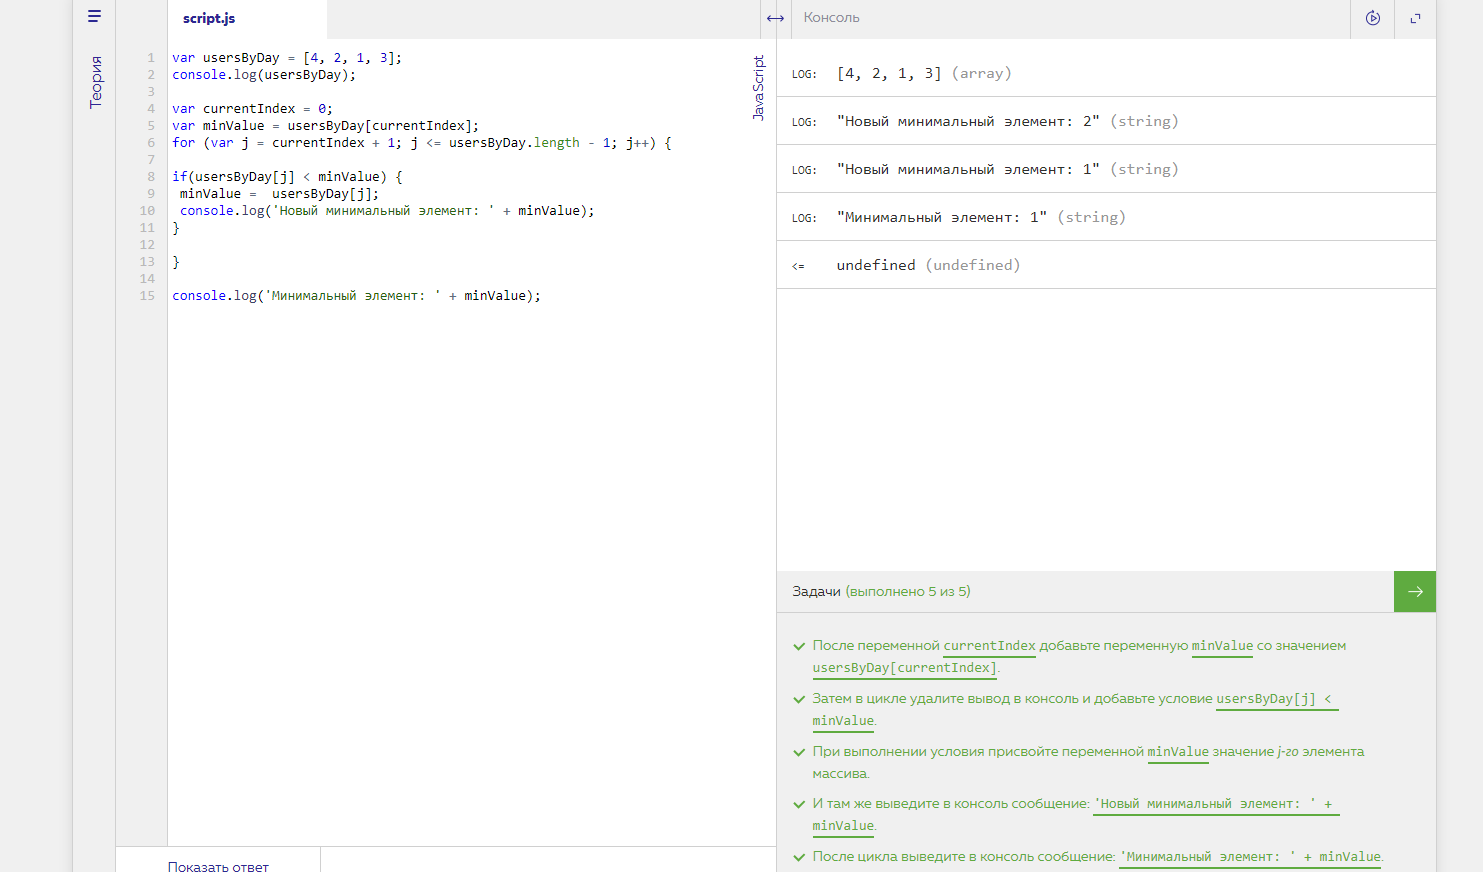 Теория
script.js
1 var usersByDay = [4, 2, 1, 3];
2 console.log(usersByDay);
3
4 var currentIndex = 0;
5 var minValue = usersByDay[currentIndex];
6 for (var j = currentIndex + 1; j <= usersByDay.length - 1; j++) {
7
8 if(usersByDay[j] < minValue) {
9  minValue =  usersByDay[j];
10  console.log('Новый минимальный элемент: ' + minValue);
11 }
12
13 }
14
15 console.log('Минимальный элемент: ' + minValue);
JavaScript
Показать ответ
Консоль
LOG: [4, 2, 1, 3] (array)
LOG: "Новый минимальный элемент: 2" (string)
LOG: "Новый минимальный элемент: 1" (string)
LOG: "Минимальный элемент: 1" (string)
<= undefined (undefined)
Задачи (выполнено 5 из 5)
После переменной currentIndex добавьте переменную minValue со значением
usersByDay[currentIndex].
Затем в цикле удалите вывод в консоль и добавьте условие usersByDay[j] <
minValue.
При выполнении условия присвойте переменной minValue значение j-го элемента
массива.
И там же выведите в консоль сообщение: 'Новый минимальный элемент: ' +
minValue.
После цикла выведите в консоль сообщение: 'Минимальный элемент: ' + minValue.